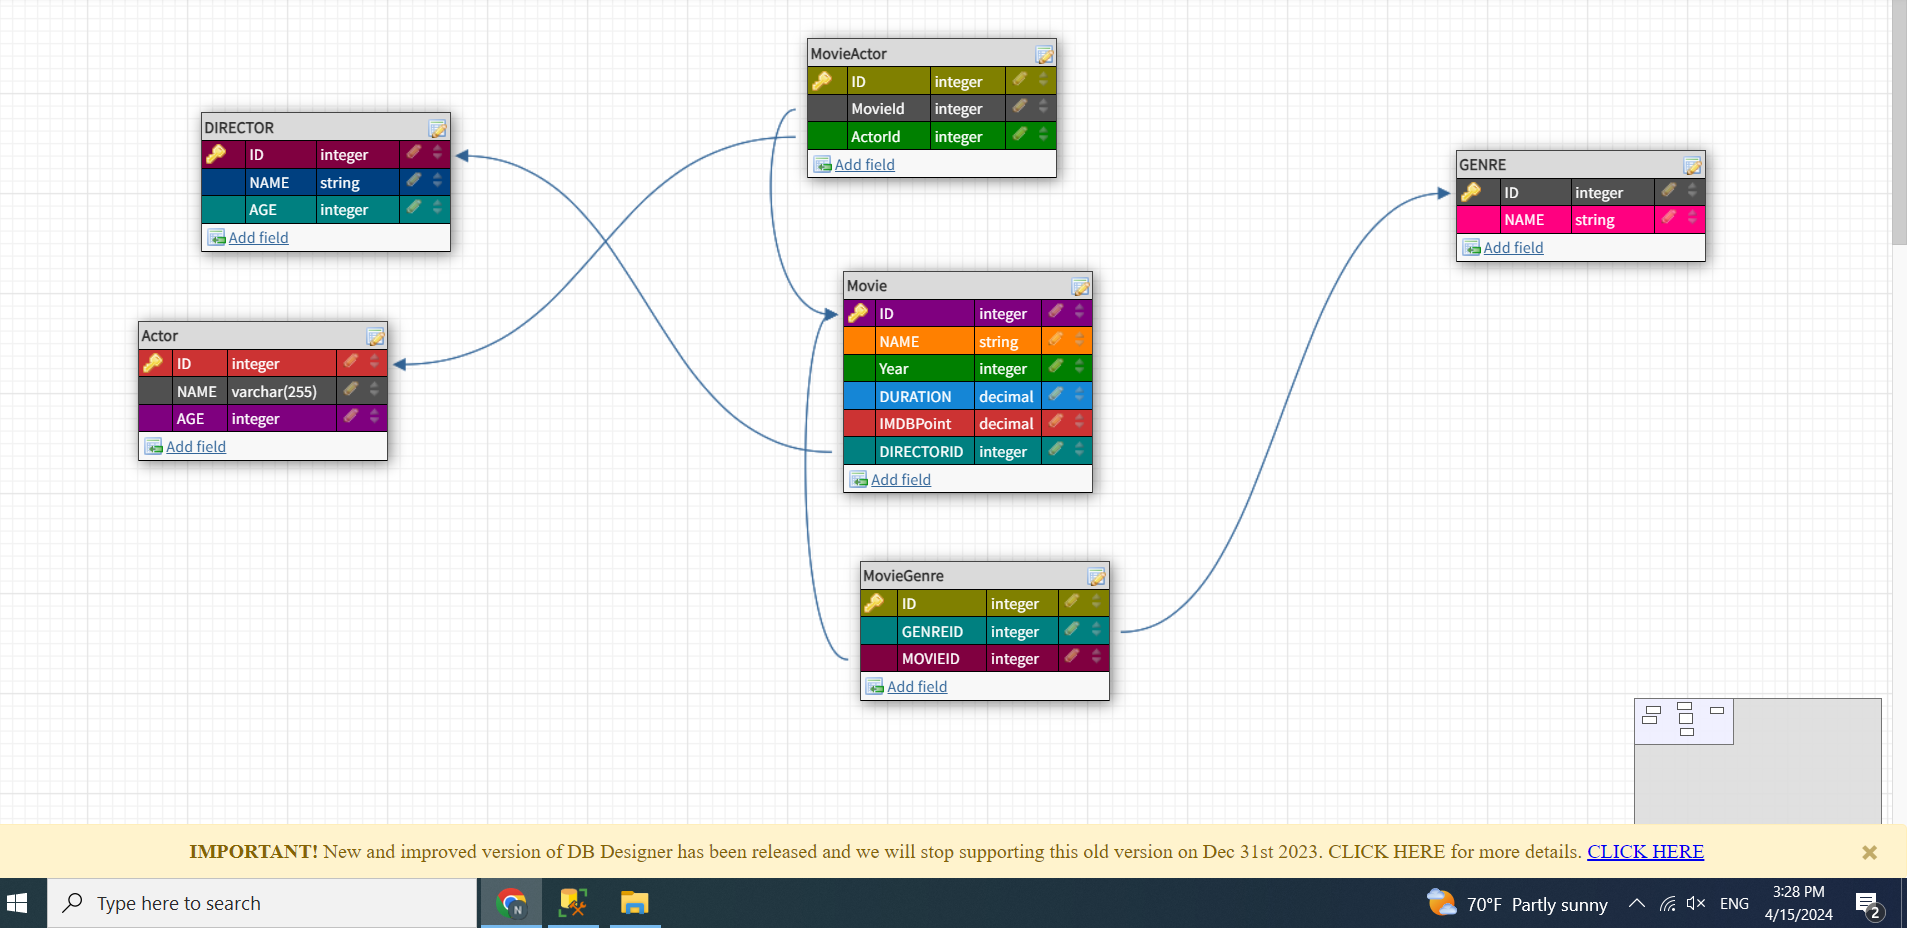 MovieActor
ID integer
MovieId integer
ActorId integer
Add field
DIRECTOR
ID integer
NAME string
AGE integer
Add field
GENRE
ID integer
NAME string
Add field
Movie
ID integer
NAME string
Year integer
DURATION decimal
IMDBPoint decimal
DIRECTORID integer
Add field
Actor
ID integer
NAME varchar(255)
AGE integer
Add field
MovieGenre
ID integer
GENREID integer
MOVIEID integer
Add field
IMPORTANT! New and improved version of DB Designer has been released and we will stop supporting this old version on Dec 31st 2023. CLICK HERE for more details. CLICK HERE
Type here to search
N
70°F Partly sunny
ENG
3:28 PM
4/15/2024
2